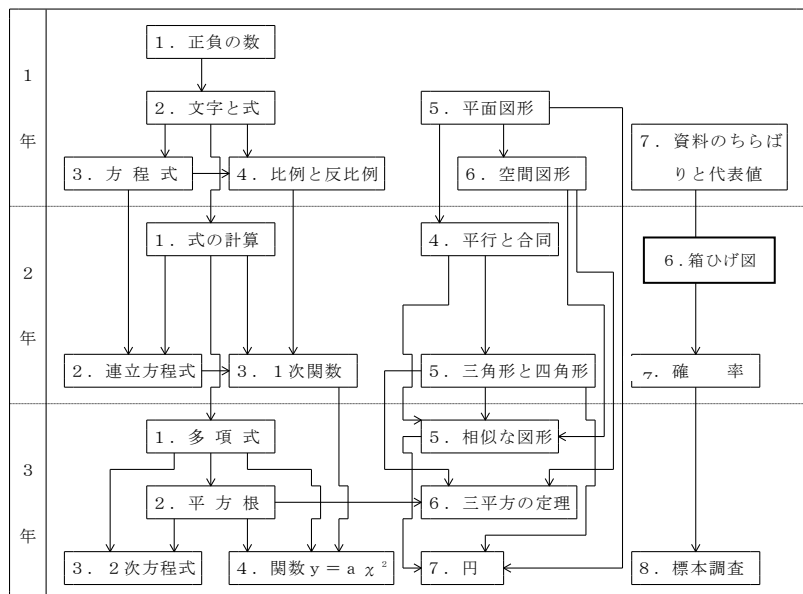 1
年
1．正負の数
2．文字と式
5．平面図形
7．資料のちらば
りと代表値
3．方程式
4．比例と反比例
6．空間図形
2
年
1．式の計算
4．平行と合同
6.箱ひげ図
2．連立方程式
3．1次関数
5．三角形と四角形
7．確　　率
3
年
1．多項式
5．相似な図形
2．平方根
6．三平方の定理
3．2次方程式
4．関数y＝aχ²
7．円
8．標本調査